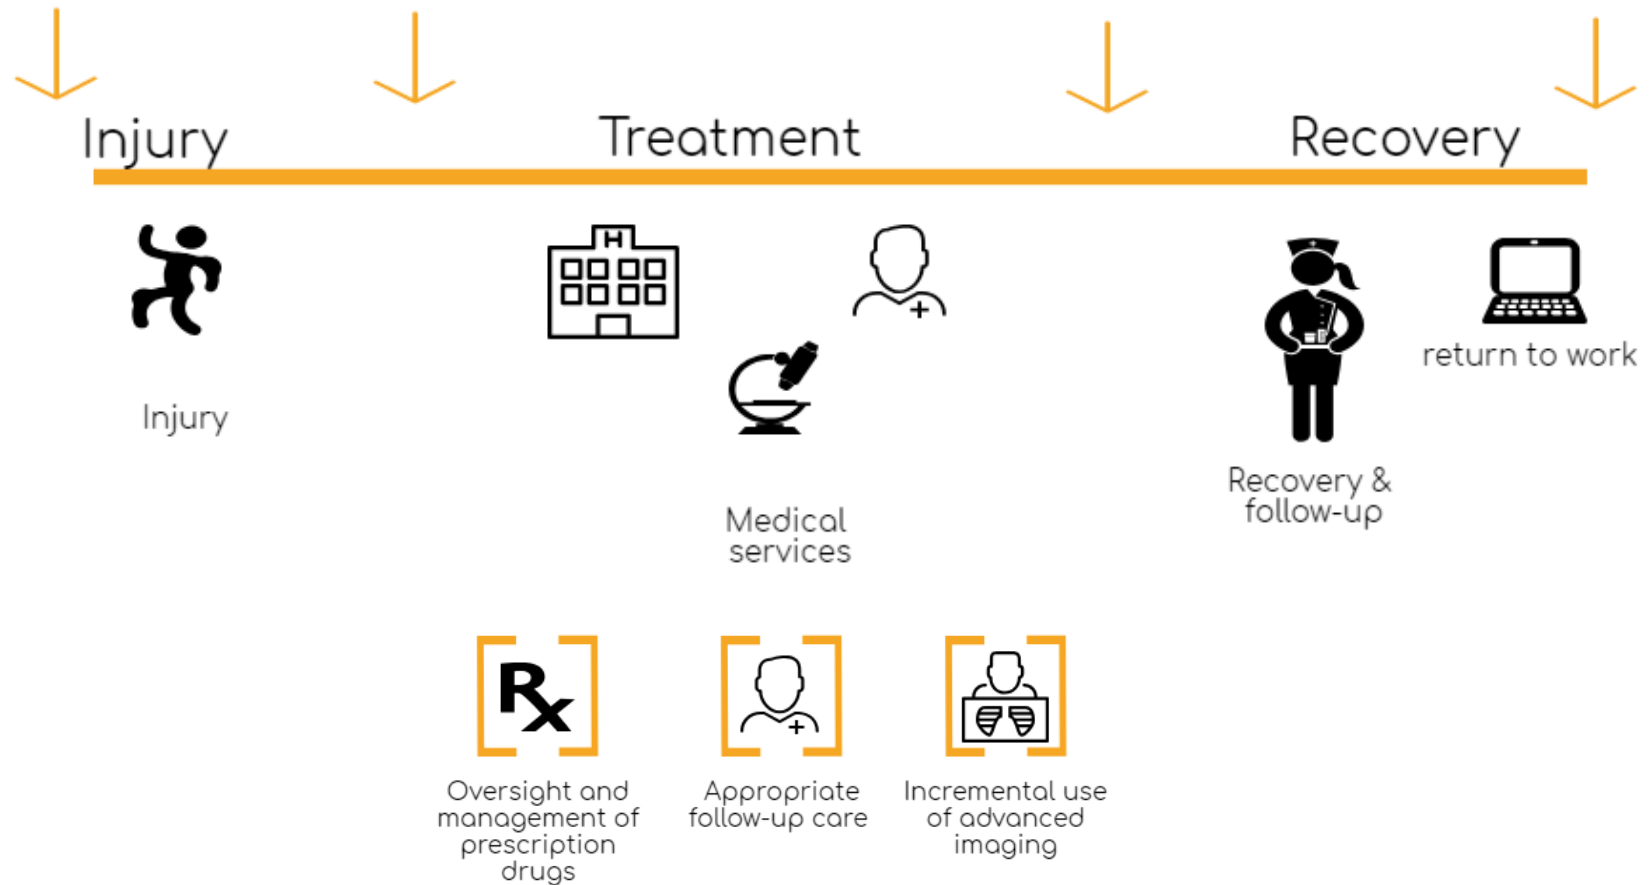 Injury
Treatment
Recovery
H
return to work
Injury
Recovery &
follow-up
Medical
services
Rx
Oversight and
management of
prescription
drugs
Appropriate
follow-up care
Incremental use
of advanced
imaging